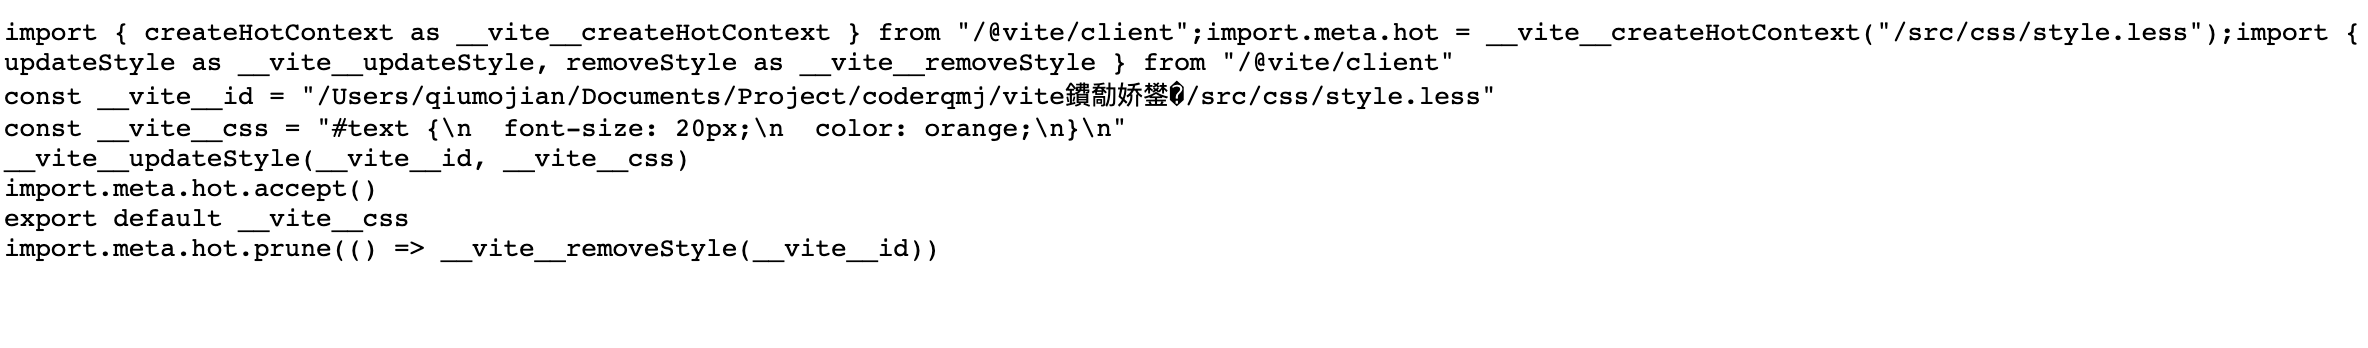 import { createHotContext as __vite__createHotContext } from "/@vite/client";import.meta.hot = __vite__createHotContext("/src/css/style.less");import {
updateStyle as __vite__updateStyle, removeStyle as __vite__removeStyle } from "/@vite/client"
const __vite__id = "/Users/qiumojian/Documents/Project/coderqmj/vite鐨勫娇鐢�/src/css/style.less"
const __vite__css = "#text {\n  font-size: 20px;\n  color: orange;\n}\n"
__vite__updateStyle(__vite__id, __vite__css)
import.meta.hot.accept()
export default __vite__css
import.meta.hot.prune(() => __vite__removeStyle(__vite__id))